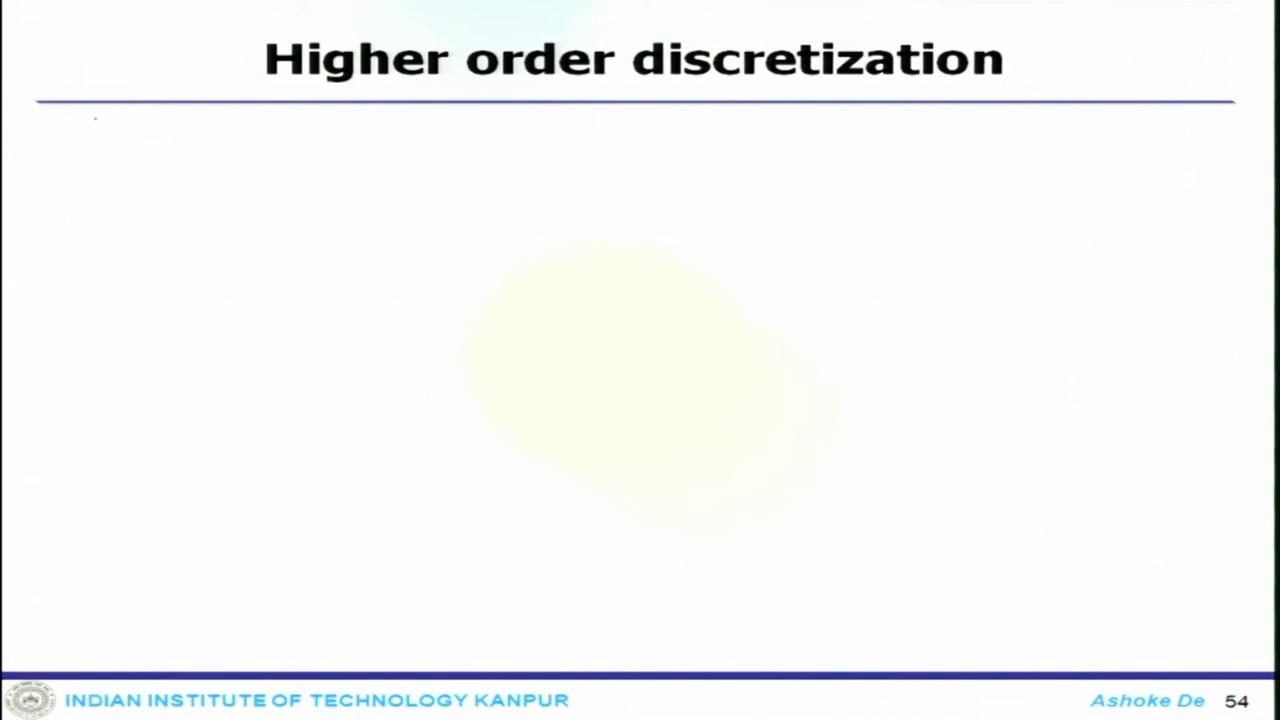 Higher order discretization
INDIAN INSTITUTE OF TECHNOLOGY KANPUR
Ashoke De 54